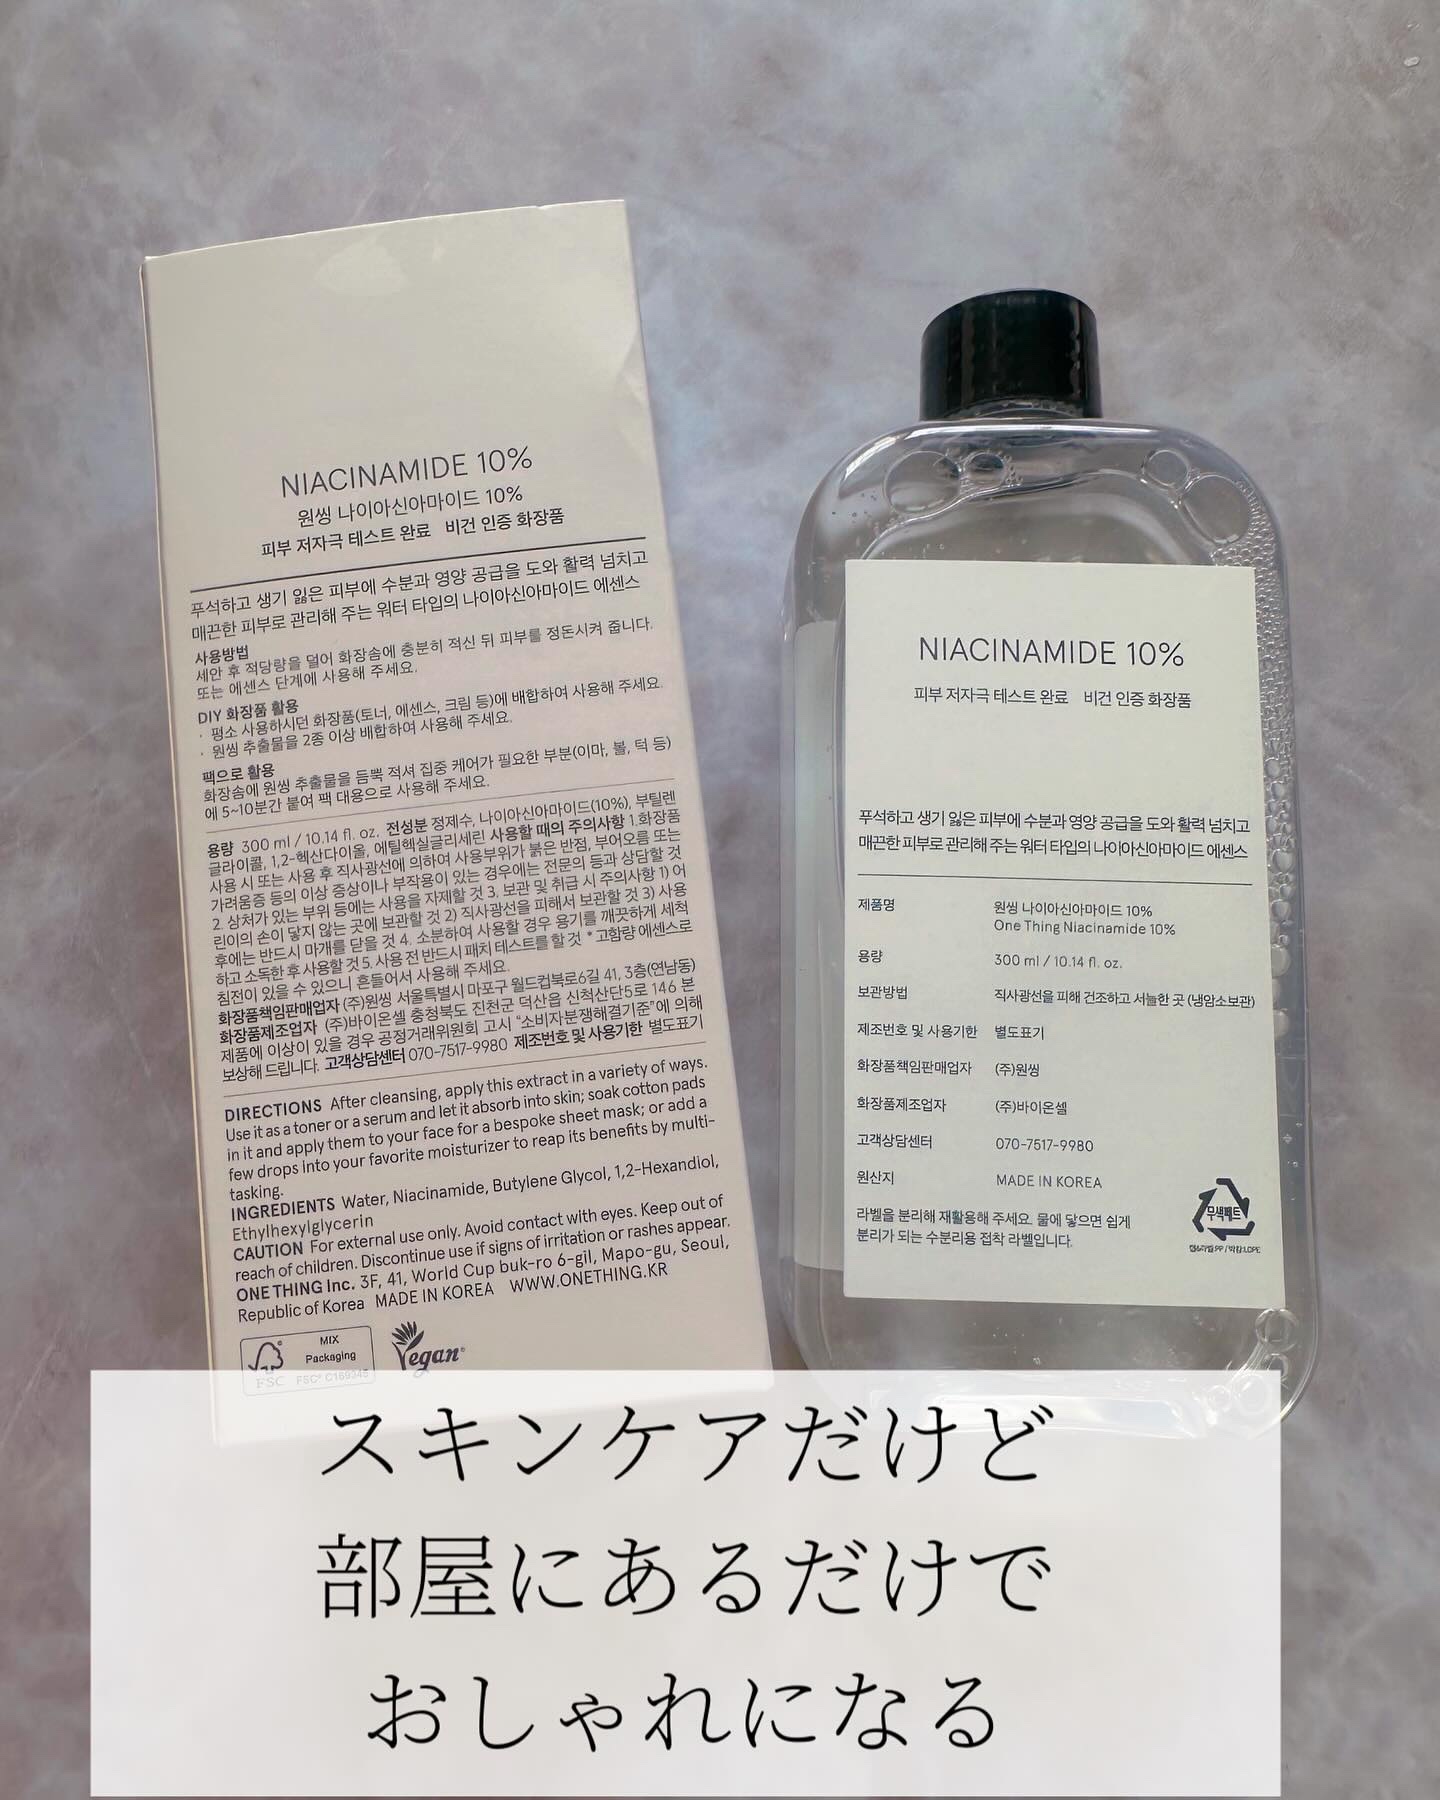 NIACINAMIDE 10%
원씽 나이아신아마이드 10%
피부 저자극 테스트 완료 비건 인증 화장품
푸석하고 생기 잃은 피부에 수분과 영양 공급을 도와 활력 넘치고
매끈한 피부로 관리해 주는 워터 타입의 나이아신아마이드 에센스
사용방법
세안 후 적당량을 덜어 화장솜에 충분히 적신 뒤 피부를 정돈시켜 줍니다.
또는 에센스 단계에 사용해 주세요.
DIY 화장품 활용
· 평소 사용하시던 화장품(토너, 에센스, 크림 등)에 배합하여 사용해 주세요.
· 원씽 추출물을 2종 이상 배합하여 사용해 주세요.
팩으로 활용
화장솜에 원씽 추출물을 듬뿍 적셔 집중 케어가 필요한 부분(이마, 볼, 턱 등)
에 5~10분간 붙여 팩 대용으로 사용해 주세요.
용량 300 ml / 10.14 fl. oz. 전성분 정제수, 나이아신아마이드(10%), 부틸렌
글라이콜, 1,2-헥산다이올, 에틸헥실글리세린 사용할 때의 주의사항 1.화장품
사용 시 또는 사용 후 직사광선에 의하여 사용부위가 붉은 반점, 부어오름 또는
가려움증 등의 이상 증상이나 부작용이 있는 경우에는 전문의 등과 상담할 것
2. 상처가 있는 부위 등에는 사용을 자제할 것 3. 보관 및 취급 시 주의사항 1) 어
린이의 손이 닿지 않는 곳에 보관할 것 2) 직사광선을 피해서 보관할 것 3) 사용
후에는 반드시 마개를 닫을 것 4. 소분하여 사용할 경우 용기를 깨끗하게 세척
하고 소독한 후 사용할 것 5. 사용 전 반드시 패치 테스트를 할 것 * 고함량 에센스로
침전이 있을 수 있으니 흔들어서 사용해 주세요.
화장품책임판매업자 (주)원씽 서울특별시 마포구 월드컵북로6길 41, 3층(연남동)
화장품제조업자 (주)바이온셀 충청북도 진천군 덕산읍 신척산단5로 146 본
제품에 이상이 있을 경우 공정거래위원회 고시 "소비자분쟁해결기준"에 의해
보상해 드립니다. 고객상담센터 070-7517-9980 제조번호 및 사용기한 별도표기
DIRECTIONS After cleansing, apply this extract in a variety of ways.
Use it as a toner or a serum and let it absorb into skin; soak cotton pads
in it and apply them to your face for a bespoke sheet mask; or add a
few drops into your favorite moisturizer to reap its benefits by multi-
tasking.
INGREDIENTS Water, Niacinamide, Butylene Glycol, 1,2-Hexandiol,
Ethylhexylglycerin
CAUTION For external use only. Avoid contact with eyes. Keep out of
reach of children. Discontinue use if signs of irritation or rashes appear.
ONE THING Inc. 3F, 41, World Cup buk-ro 6-gil, Mapo-gu, Seoul,
Republic of Korea MADE IN KOREA WWW.ONETHING.KR
FSC
MIX
Packaging
FSC® C169345
Vegan
NIACINAMIDE 10%
피부 저자극 테스트 완료 비건 인증 화장품
푸석하고 생기 잃은 피부에 수분과 영양 공급을 도와 활력 넘치고
매끈한 피부로 관리해 주는 워터 타입의 나이아신아마이드 에센스
제품명 원씽 나이아신아마이드 10%
One Thing Niacinamide 10%
용량 300 ml / 10.14 fl. oz.
보관방법 직사광선을 피해 건조하고 서늘한 곳 (냉암소보관)
제조번호 및 사용기한 별도표기
화장품책임판매업자 (주)원씽
화장품제조업자 (주)바이온셀
고객상담센터 070-7517-9980
원산지 MADE IN KOREA
라벨을 분리해 재활용해 주세요. 물에 닿으면 쉽게
분리가 되는 수분리용 접착 라벨입니다.
무색페트
スキンケアだけど
部屋にあるだけで
おしゃれになる